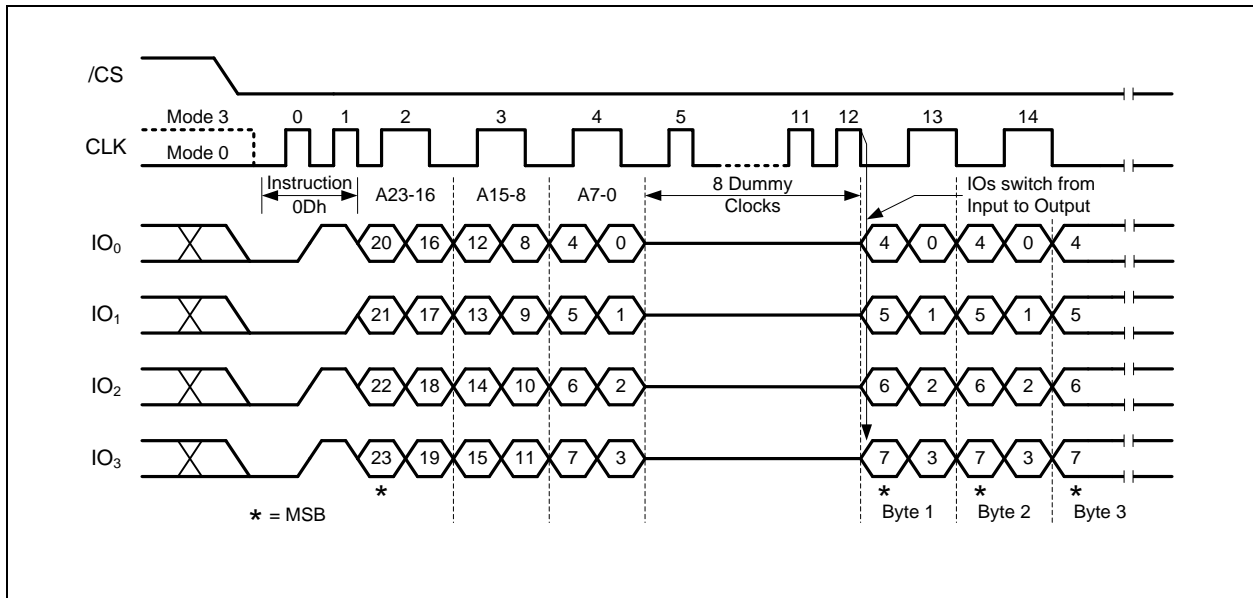 /CS
Mode 3 0 1 2 3 4 5 11 12 13 14
CLK
Mode 0
Instruction 0Dh
A23-16 A15-8 A7-0
8 Dummy Clocks
IOs switch from Input to Output
IO0 20 16 12 8 4 0 4 0 4 0 4
IO1 21 17 13 9 5 1 5 1 5 1 5
IO2 22 18 14 10 6 2 6 2 6 2 6
IO3 23 19 15 11 7 3 7 3 7 3 7
* * * *
* = MSB
Byte 1 Byte 2 Byte 3